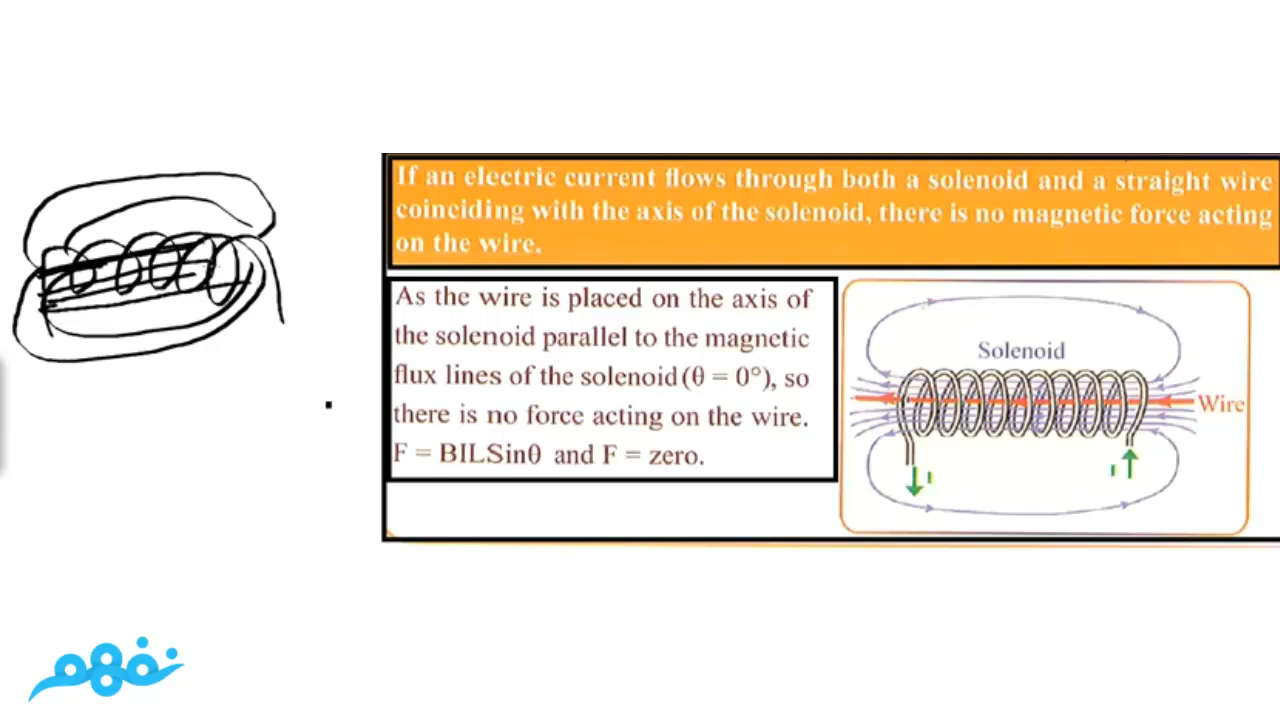 If an electric current flows through both a solenoid and a straight wire
coinciding with the axis of the solenoid, there is no magnetic force acting
on the wire.
As the wire is placed on the axis of
the solenoid parallel to the magnetic
flux lines of the solenoid (θ = 0°), so
there is no force acting on the wire.
F = BILSinθ and F = zero.
Solenoid
Wire
I
I
نفهم